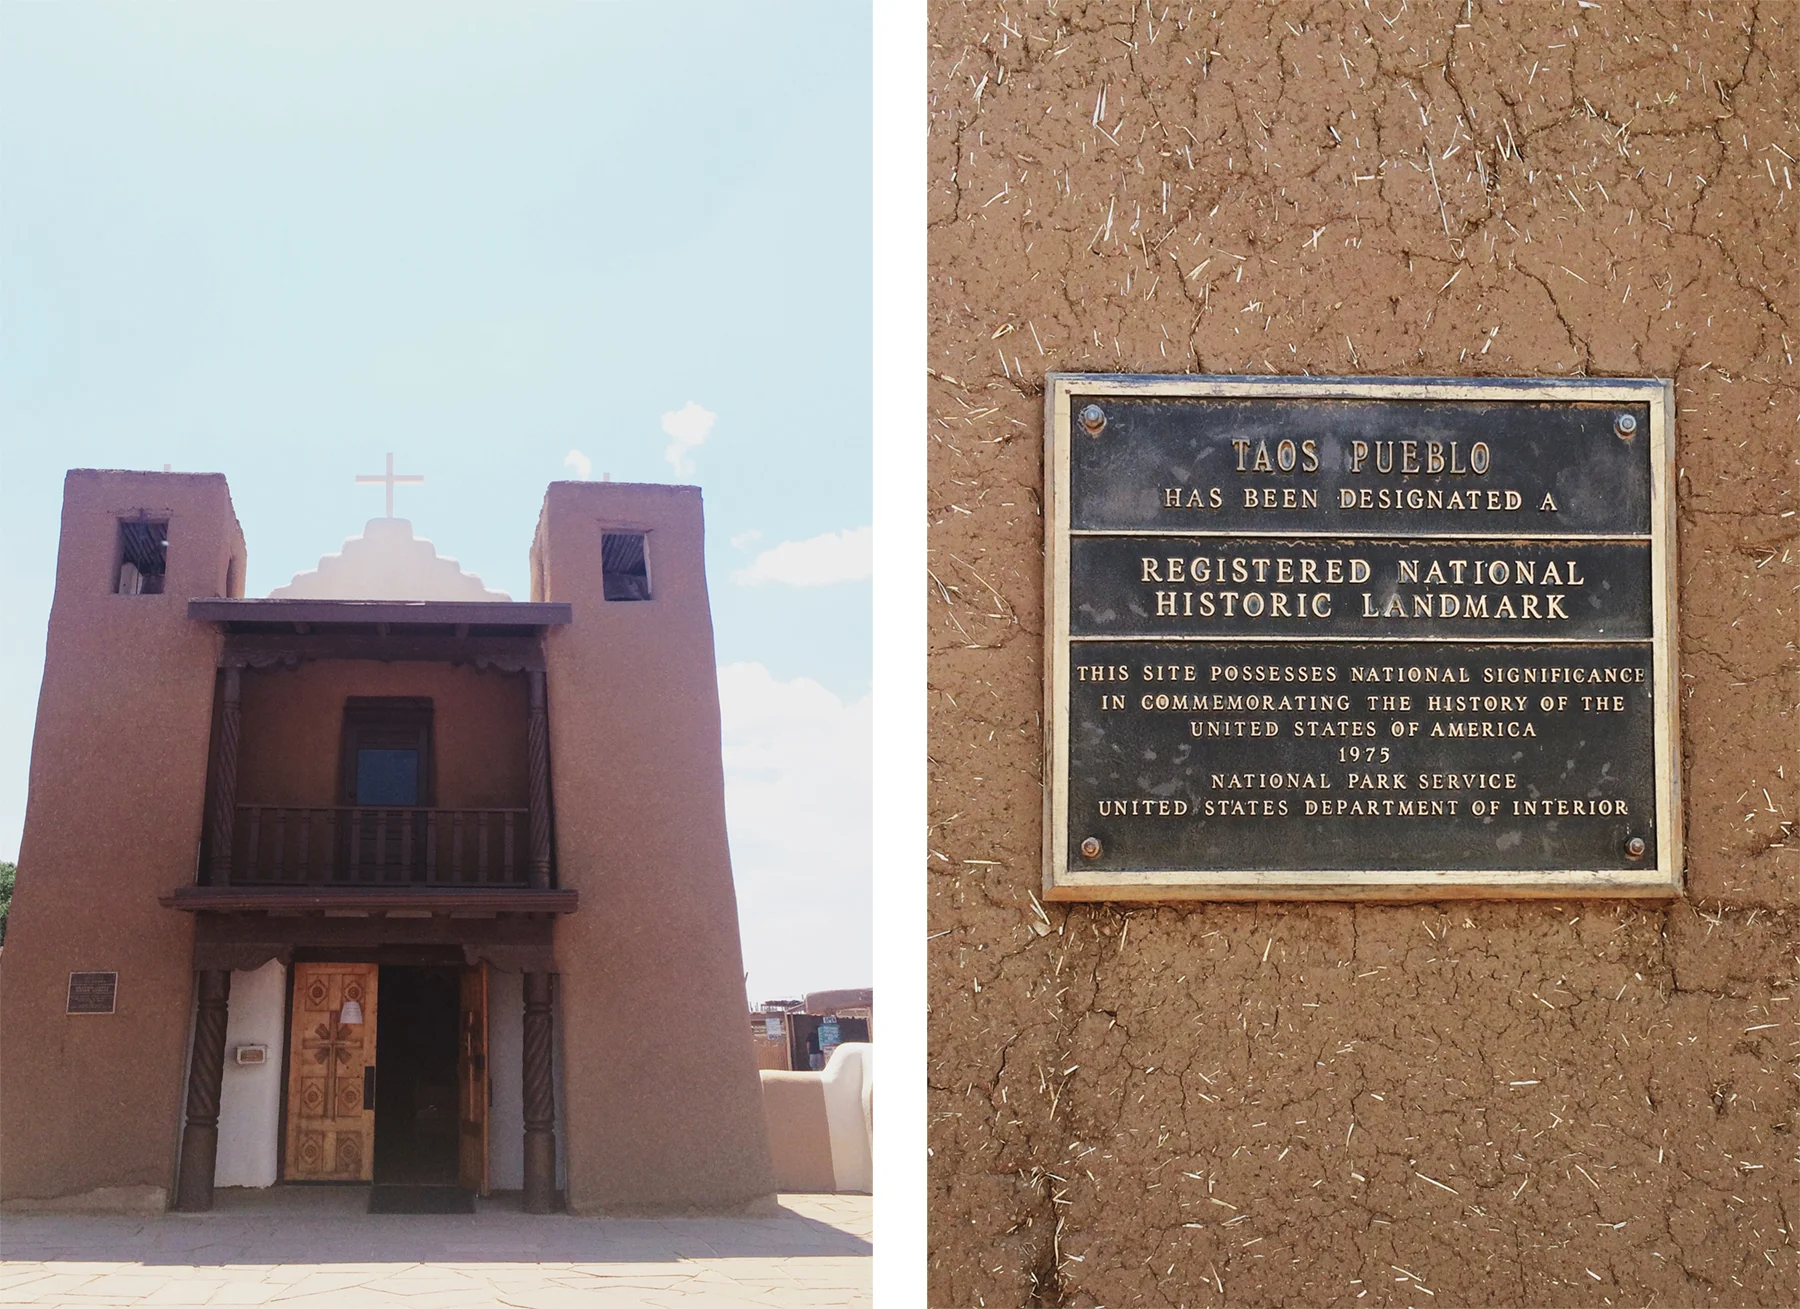 TAOS PUEBLO
HAS BEEN DESIGNATED A
REGISTERED NATIONAL
HISTORIC LANDMARK
THIS SITE POSSESSES NATIONAL SIGNIFICANCE
IN COMMEMORATING THE HISTORY OF THE
UNITED STATES OF AMERICA
1975
NATIONAL PARK SERVICE
UNITED STATES DEPARTMENT OF INTERIOR